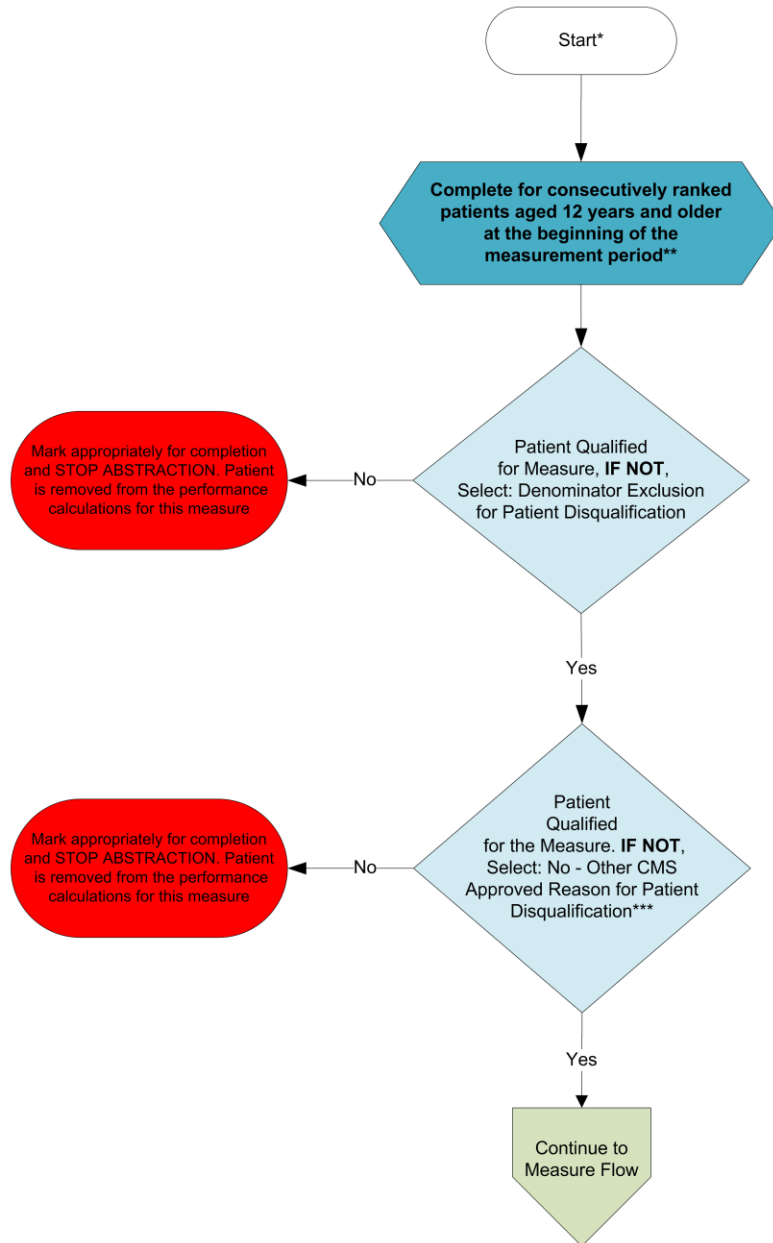 Start*
Complete for consecutively ranked
patients aged 12 years and older
at the beginning of the
measurement period**
Patient Qualified
for Measure, IF NOT,
Select: Denominator Exclusion
for Patient Disqualification
No
Mark appropriately for completion
and STOP ABSTRACTION. Patient
is removed from the performance
calculations for this measure
Yes
Patient
Qualified
for the Measure. IF NOT,
Select: No - Other CMS
Approved Reason for Patient
Disqualification***
No
Mark appropriately for completion
and STOP ABSTRACTION. Patient
is removed from the performance
calculations for this measure
Yes
Continue to
Measure Flow